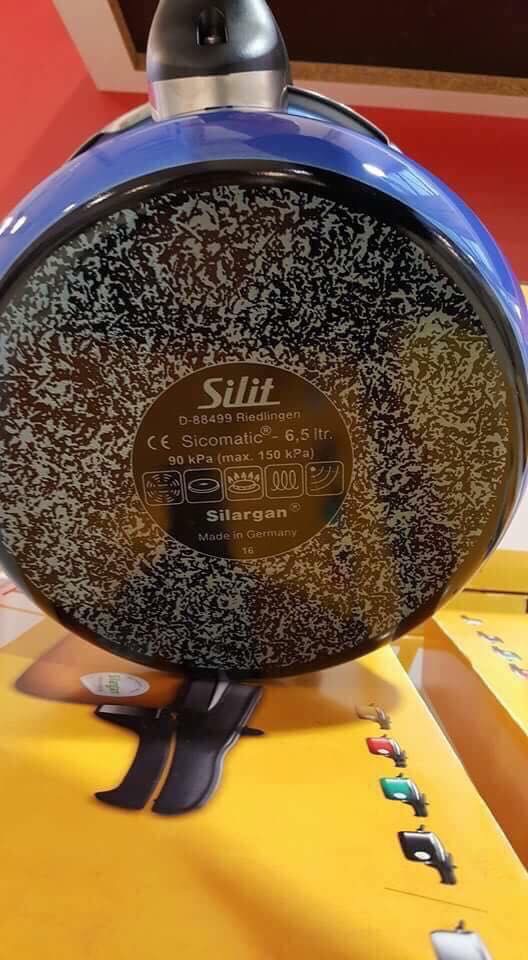 Silit
D-88499 Riedlingen
CE Sicomatic® - 6,5 ltr.
90 kPa (max. 150 kPa)
Silargan®
Made in Germany
16